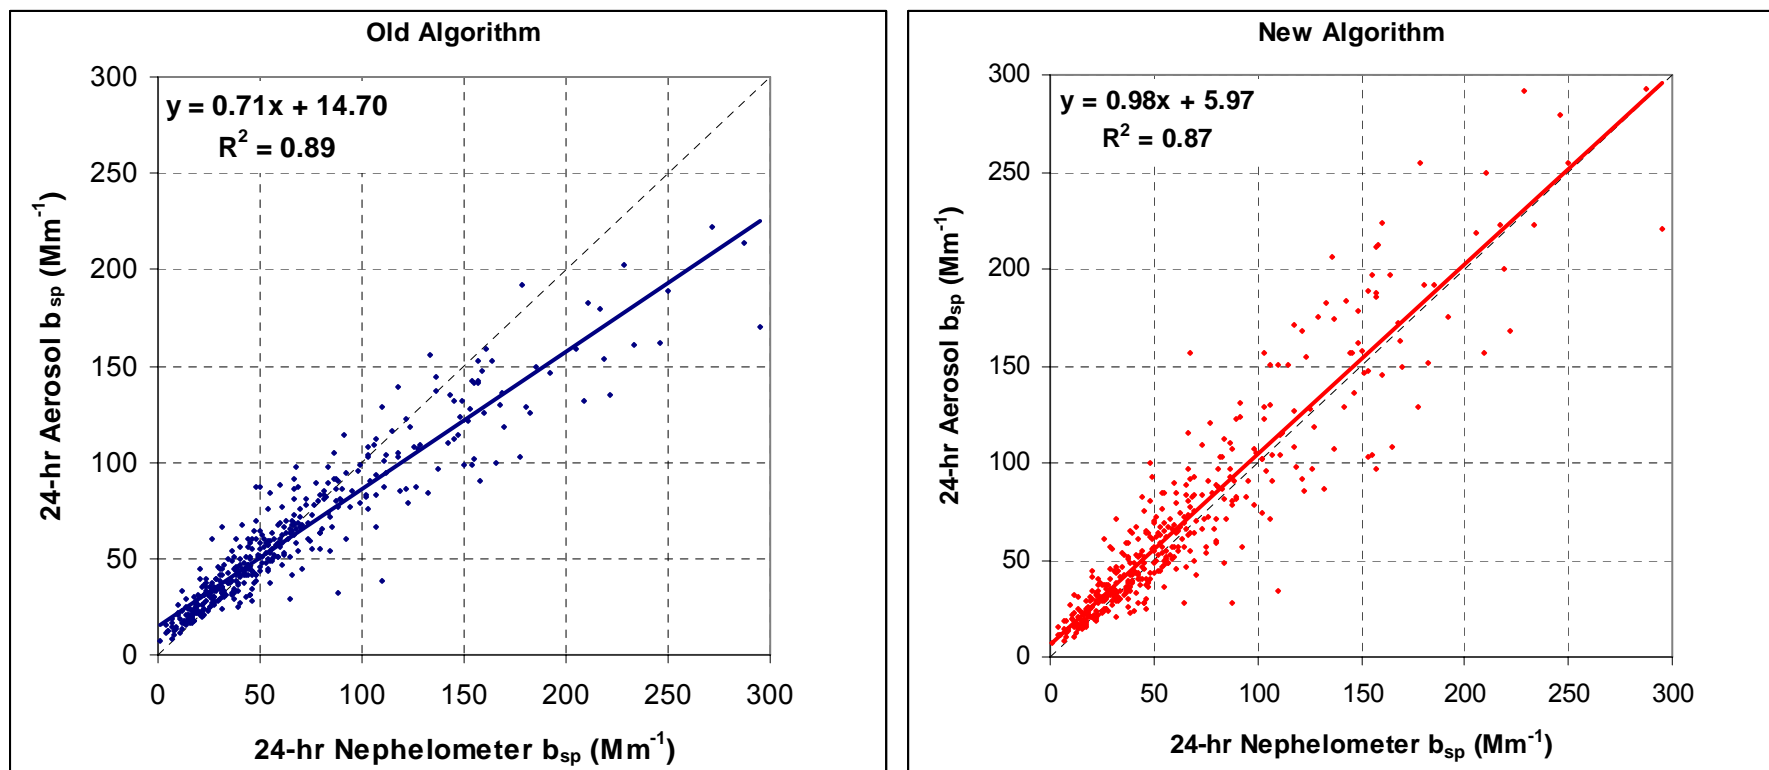 Old Algorithm
y = 0.71x + 14.70
R² = 0.89
300
250
200
150
100
50
0
0 50 100 150 200 250 300
24-hr Aerosol b sp (Mm⁻¹)
24-hr Nephelometer bsp (Mm⁻¹)
New Algorithm
y = 0.98x + 5.97
R² = 0.87
300
250
200
150
100
50
0
0 50 100 150 200 250 300
24-hr Aerosol bsp (Mm⁻¹)
24-hr Nephelometer bsp (Mm⁻¹)